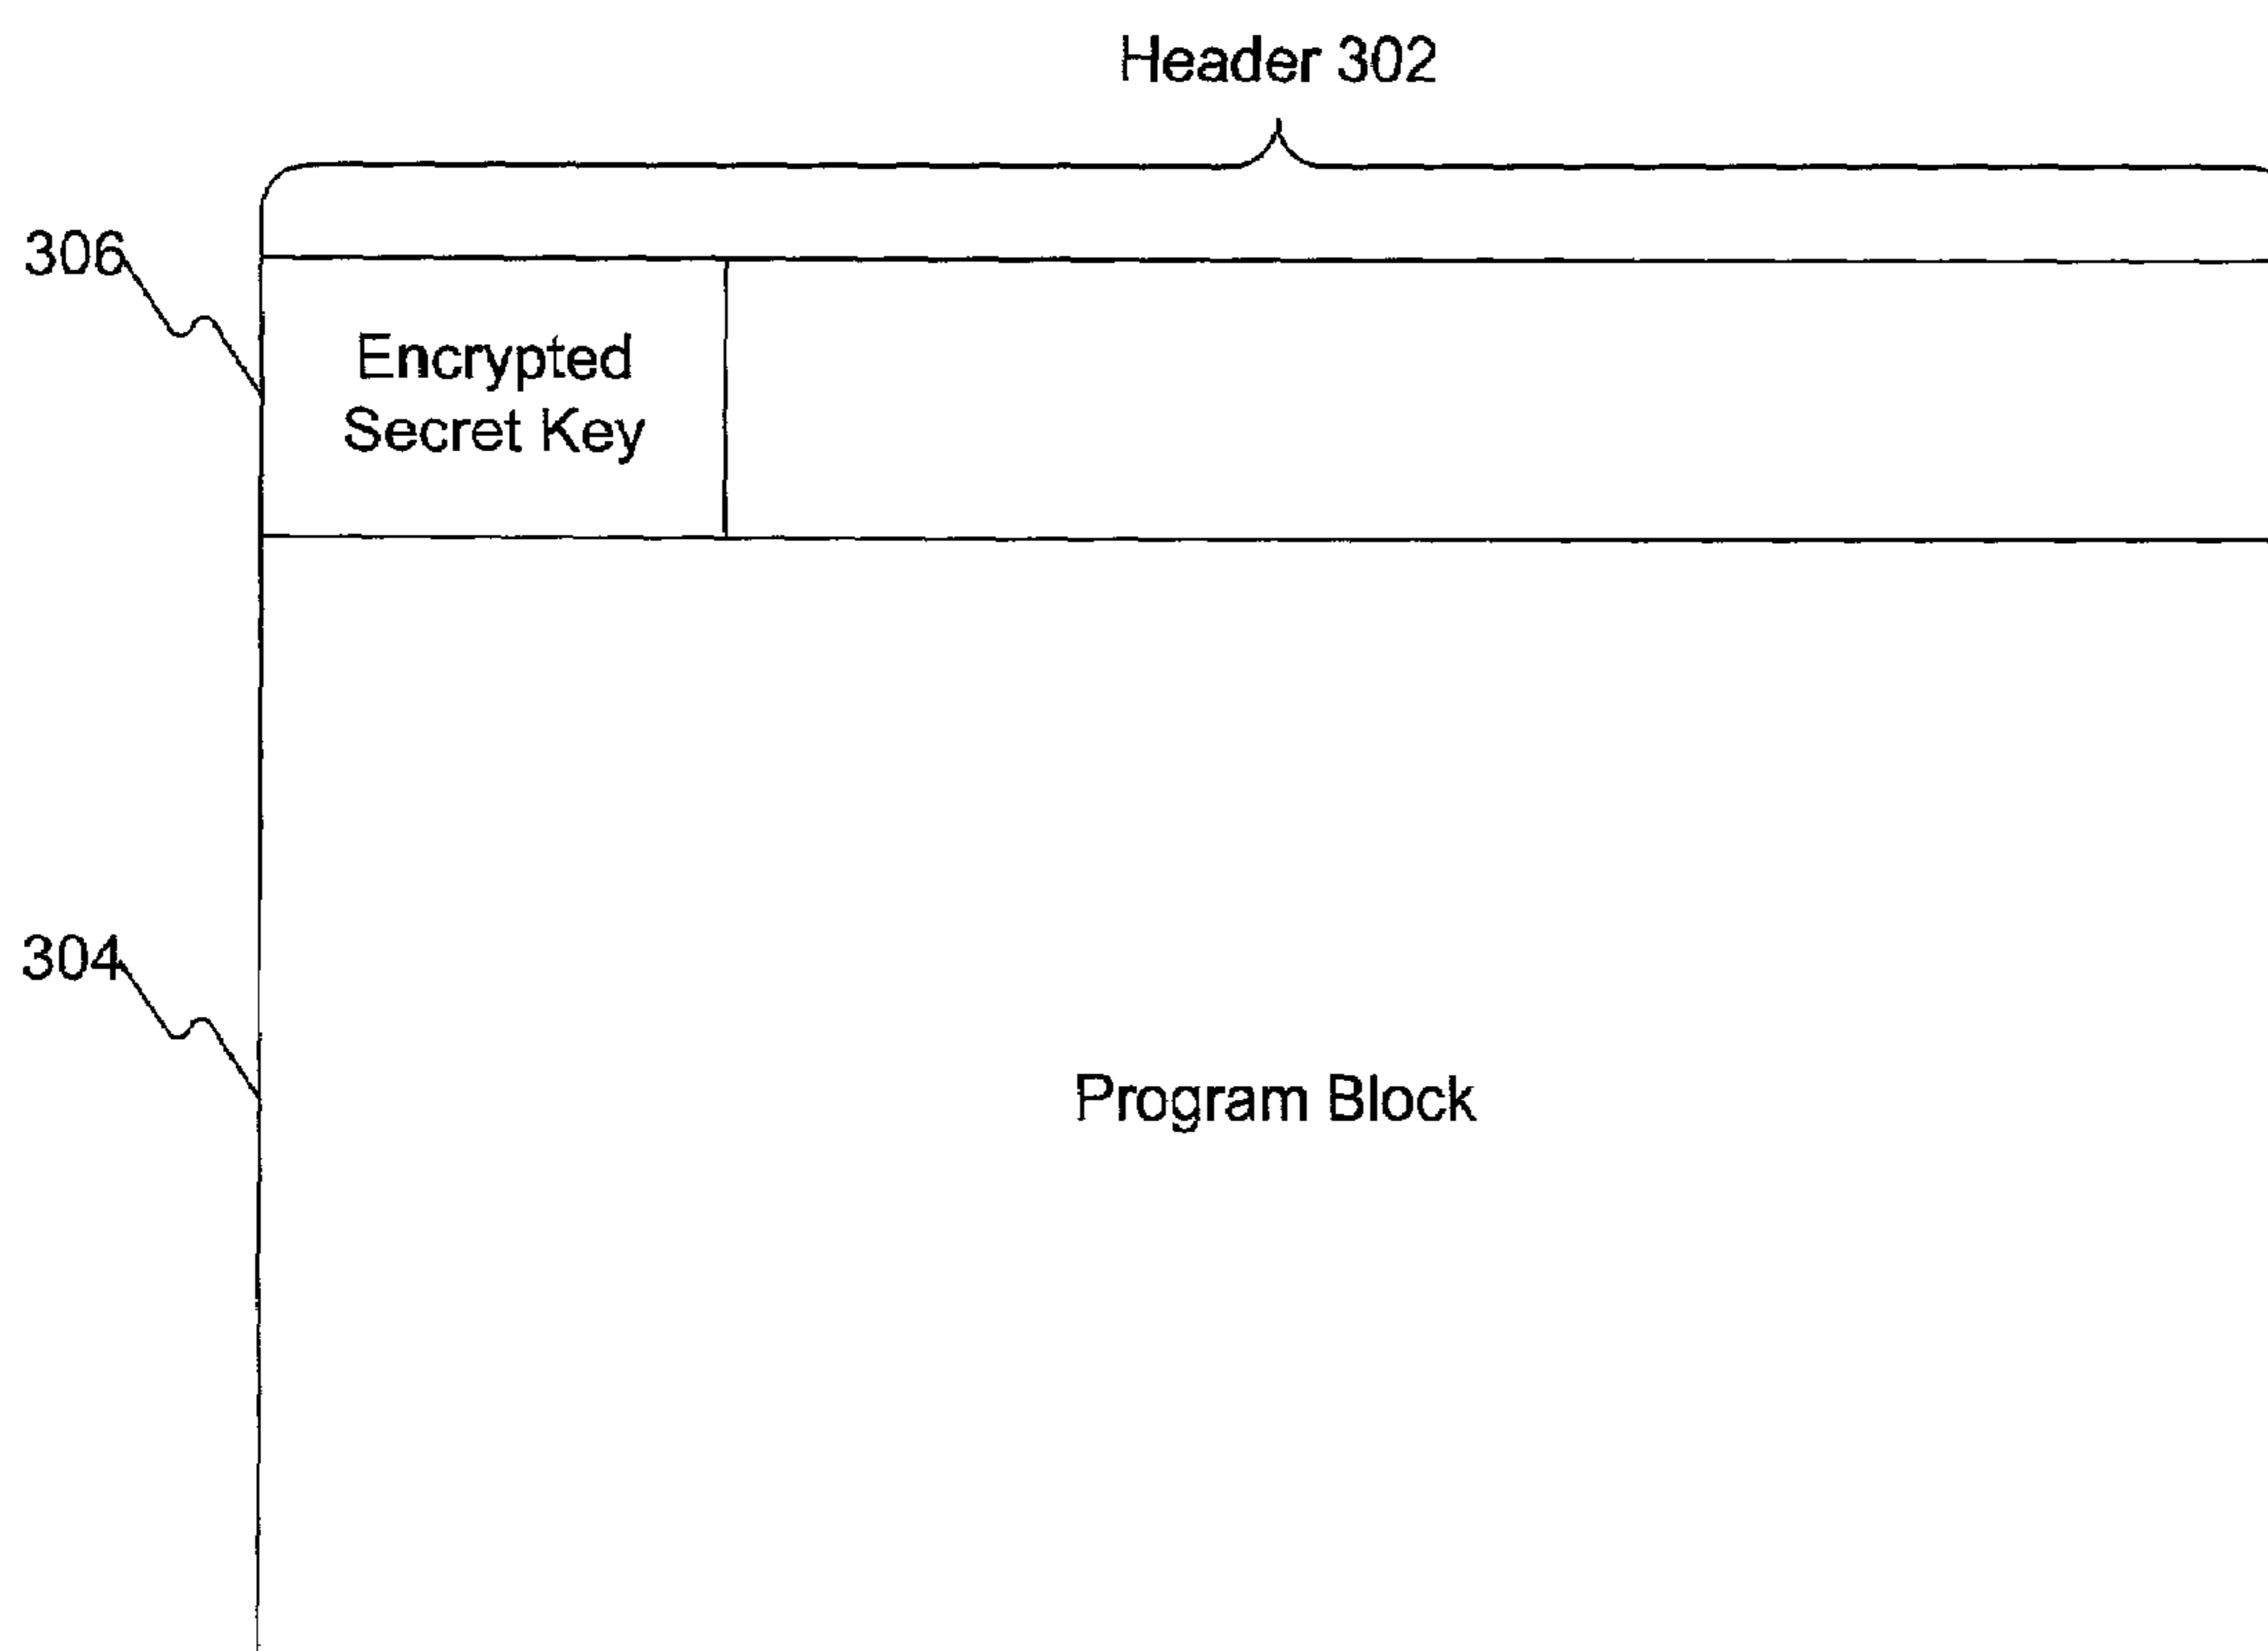 Header 302
306
Encrypted
Secret Key
304
Program Block